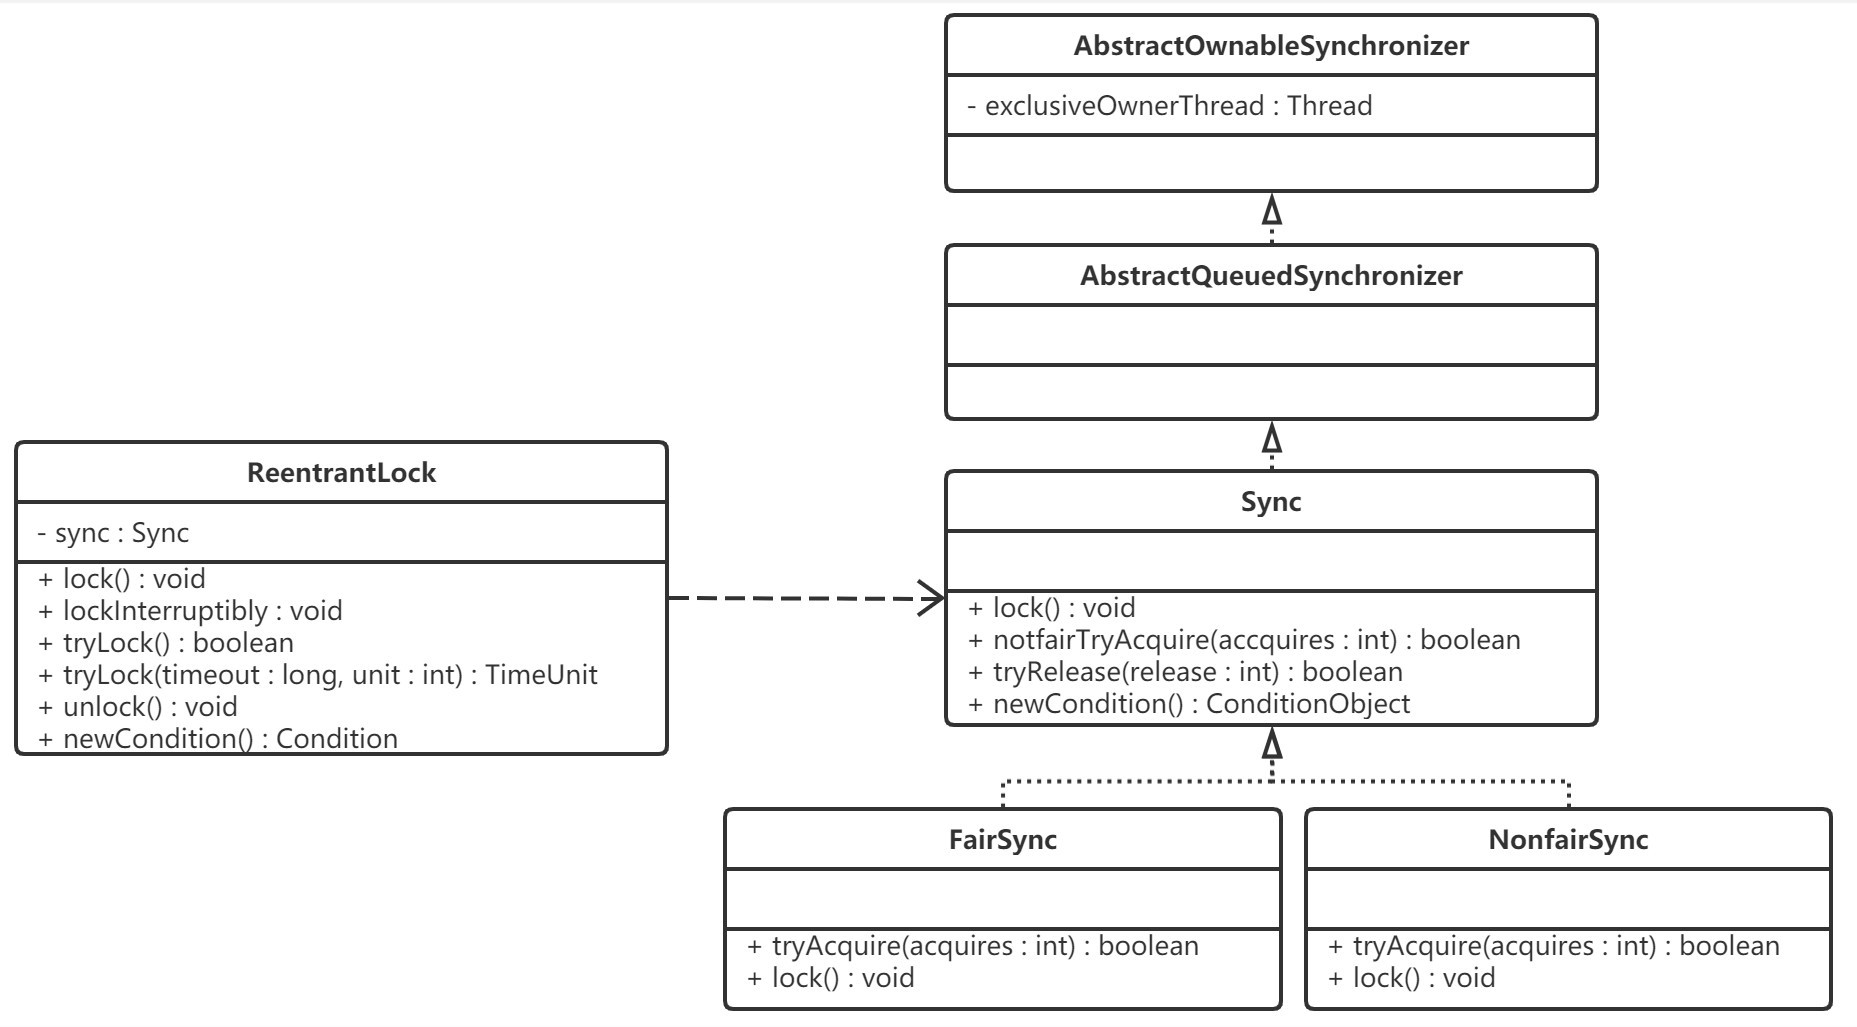 AbstractOwnableSynchronizer
- exclusiveOwnerThread : Thread
AbstractQueuedSynchronizer
ReentrantLock
- sync : Sync
+ lock() : void
+ lockInterruptibly : void
+ tryLock() : boolean
+ tryLock(timeout : long, unit : int) : TimeUnit
+ unlock() : void
+ newCondition() : Condition
Sync
+ lock() : void
+ notfairTryAcquire(accquires : int) : boolean
+ tryRelease(release : int) : boolean
+ newCondition() : ConditionObject
FairSync
+ tryAcquire(acquires : int) : boolean
+ lock() : void
NonfairSync
+ tryAcquire(acquires : int) : boolean
+ lock() : void